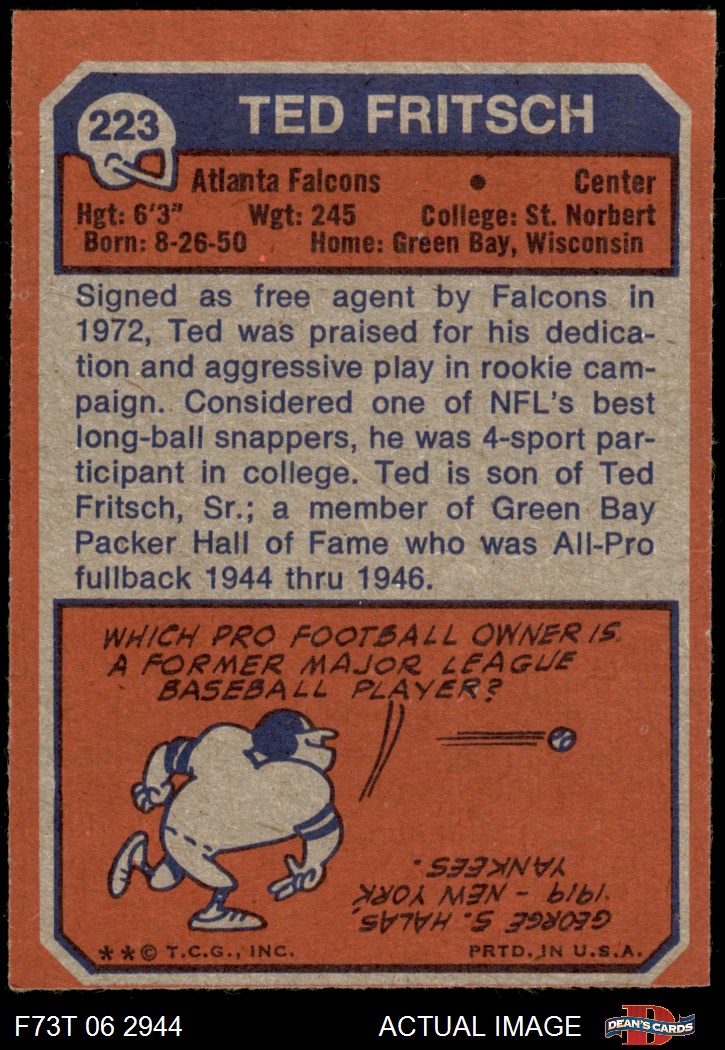 223
TED FRITSCH
Atlanta Falcons • Center
Hgt: 6'3" Wgt: 245 College: St. Norbert
Born: 8-26-50 Home: Green Bay, Wisconsin
Signed as free agent by Falcons in
1972, Ted was praised for his dedica-
tion and aggressive play in rookie cam-
paign. Considered one of NFL's best
long-ball snappers, he was 4-sport par-
ticipant in college. Ted is son of Ted
Fritsch, Sr.; a member of Green Bay
Packer Hall of Fame who was All-Pro
fullback 1944 thru 1946.
WHICH PRO FOOTBALL OWNER IS
A FORMER MAJOR LEAGUE
BASEBALL PLAYER?
GEORGE S. HALAS,
1919 - NEW YORK
YANKEES.
**© T.C.G., INC. PRTD. IN U.S.A.
F73T 06 2944 ACTUAL IMAGE
D
DEAN'S CARDS